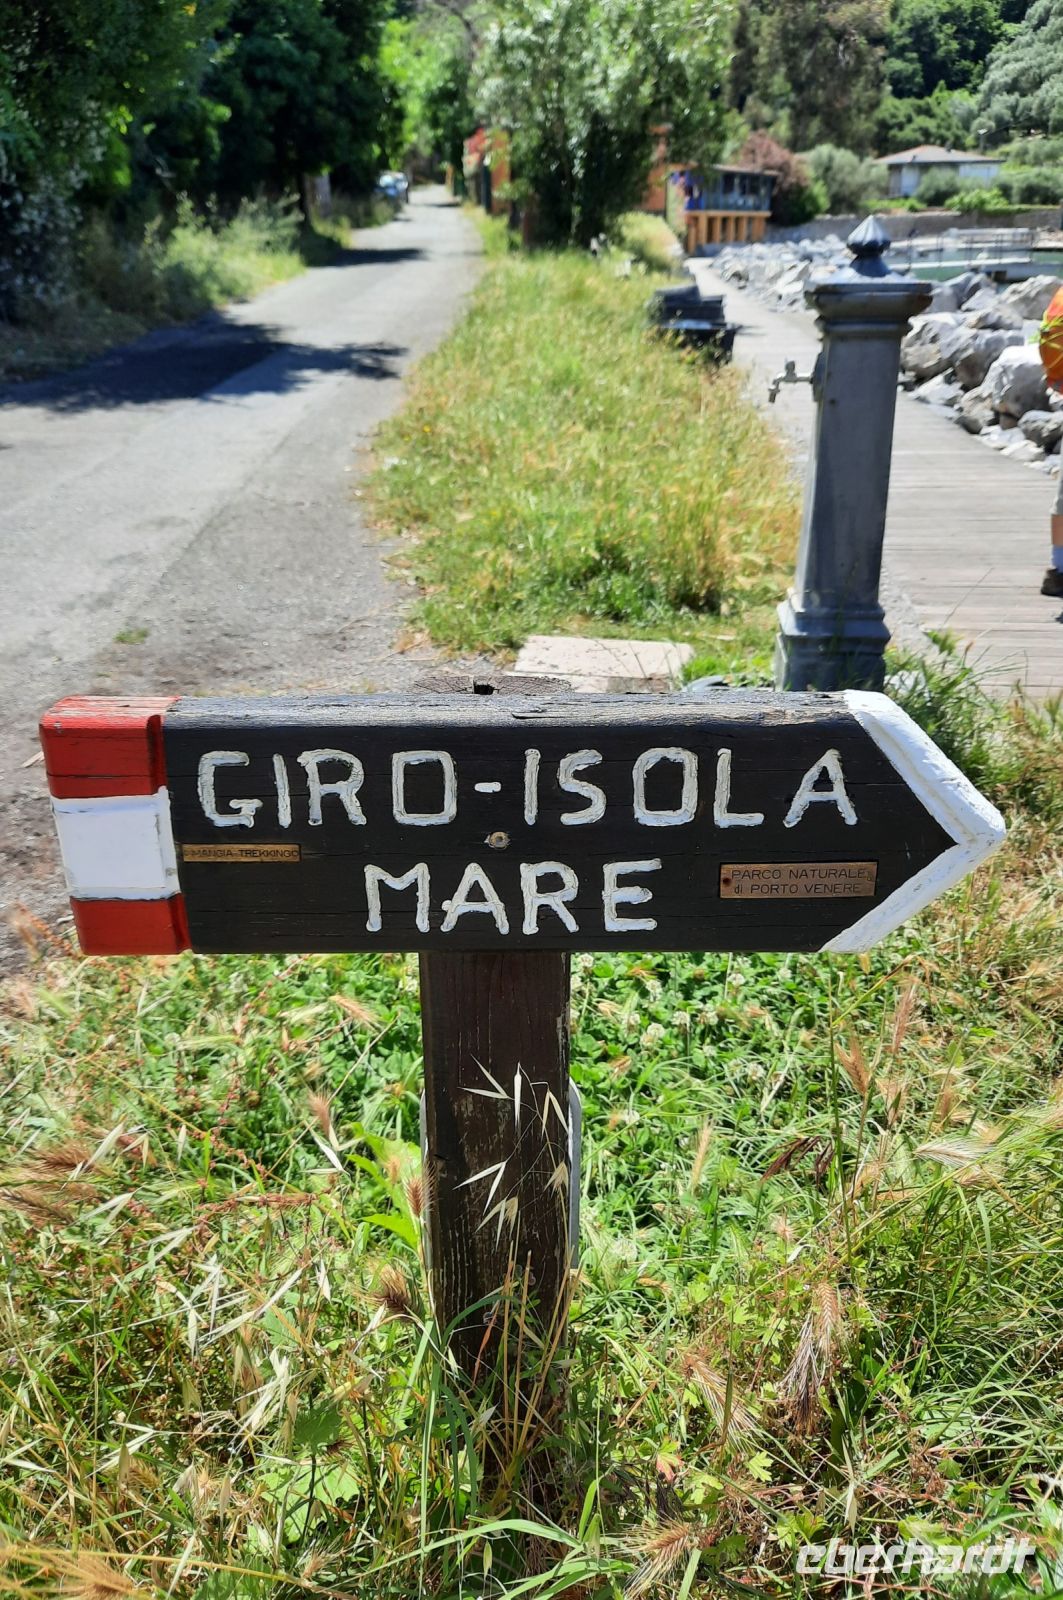 GIRO-ISOLA
MARE
MANGIA TREKKING
PARCO NATURALE
di PORTO VENERE
eberhardt